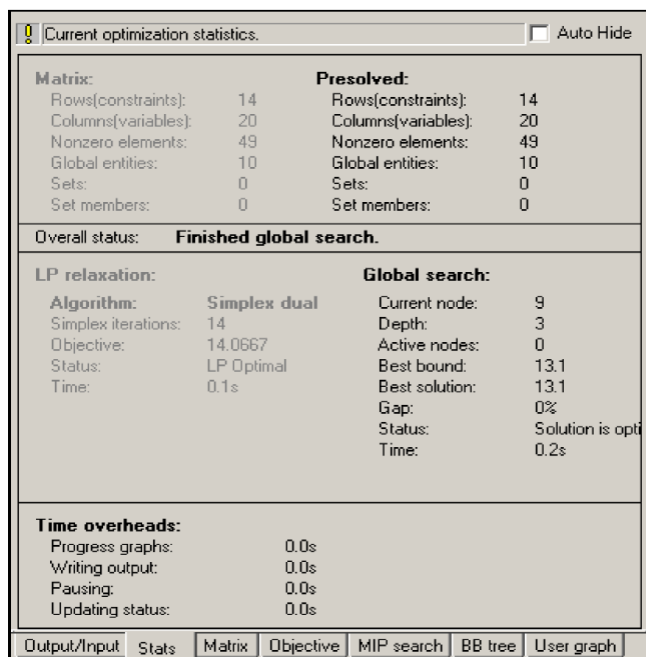 Current optimization statistics. Auto Hide
Matrix: Presolved:
Rows(constraints): 14 Rows(constraints): 14
Columns(variables): 20 Columns(variables): 20
Nonzero elements: 49 Nonzero elements: 49
Global entities: 10 Global entities: 10
Sets: 0 Sets: 0
Set members: 0 Set members: 0
Overall status: Finished global search.
LP relaxation: Global search:
Algorithm: Simplex dual Current node: 9
Simplex iterations: 14 Depth: 3
Objective: 14.0667 Active nodes: 0
Status: LP Optimal Best bound: 13.1
Time: 0.1s Best solution: 13.1
Gap: 0%
Status: Solution is opti
Time: 0.2s
Time overheads:
Progress graphs: 0.0s
Writing output: 0.0s
Pausing: 0.0s
Updating status: 0.0s
Output/Input Stats Matrix Objective MIP search BB tree User graph